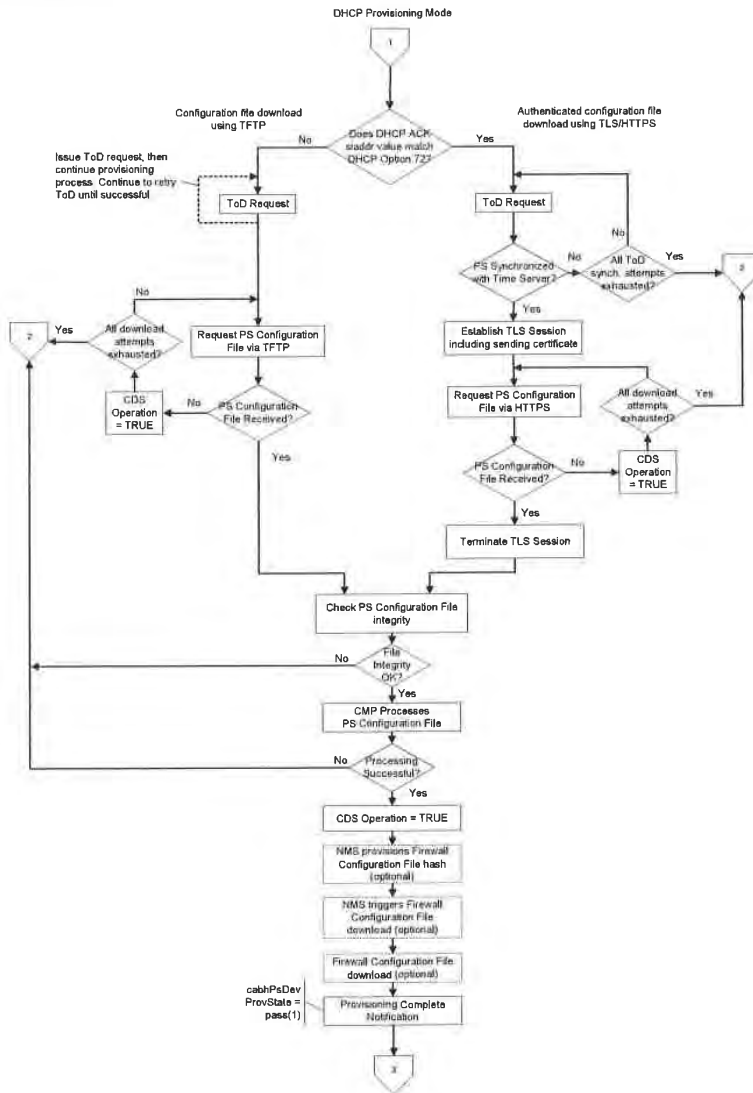 DHCP Provisioning Mode
1
Configuration file download
using TFTP
Authenticated configuration file
download using TLS/HTTPS
Does DHCP ACK
siaddr value match
DHCP Option 72?
No
Yes
Issue ToD request, then
continue provisioning
process Continue to retry
ToD until successful
ToD Request
ToD Request
No
PS Synchronized
with Time Server?
No
All ToD
synch. attempts
exhausted?
Yes
2
Yes
No
2
Yes
All download
attempts
exhausted?
Request PS Configuration
File via TFTP
Establish TLS Session
including sending certificate
CDS
Operation
= TRUE
No
PS Configuration
File Received?
Yes
Request PS Configuration
File via HTTPS
No
All download
attempts
exhausted?
Yes
PS Configuration
File Received?
No
CDS
Operation
= TRUE
Yes
Terminate TLS Session
Check PS Configuration File
integrity
No
File
Integrity
OK?
Yes
CMP Processes
PS Configuration File
No
Processing
Successful?
Yes
CDS Operation = TRUE
NMS provisions Firewall
Configuration File hash
(optional)
NMS triggers Firewall
Configuration File
download (optional)
Firewall Configuration File
download (optional)
cabhPsDev
ProvState =
pass(1)
Provisioning Complete
Notification
3